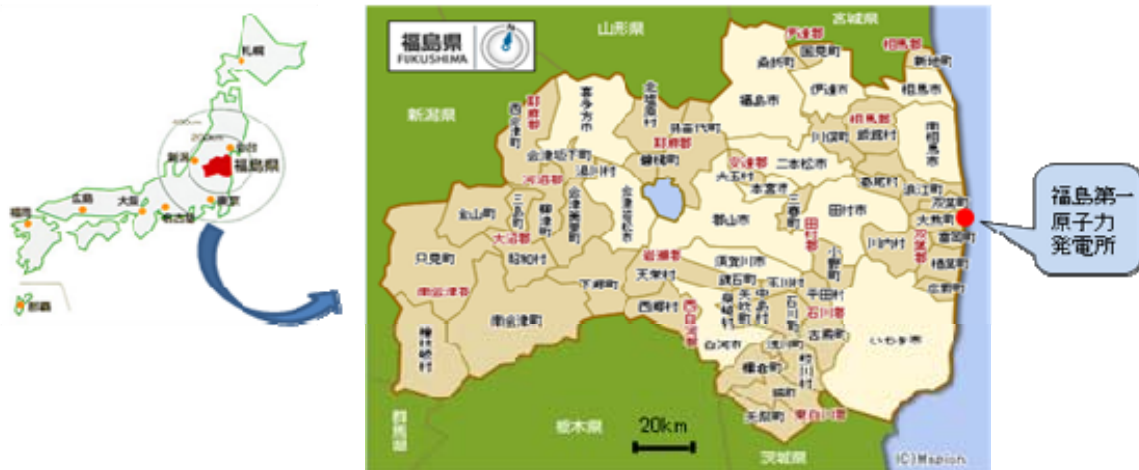 札幌
400km
200km
仙台
新潟
福島県
東京
名古屋
大阪
広島
福岡
那覇
福島県
FUKUSHIMA
N
山形県
宮城県
新潟県
群馬県
栃木県
茨城県
伊達郡
国見町
桑折町
相馬郡
新地町
相馬市
伊達市
福島市
北塩原村
喜多方市
耶麻郡
西会津町
猪苗代町
耶麻郡
磐梯町
川俣町
相馬郡
飯舘村
南相馬市
会津坂下町
湯川村
河沼郡
安達郡
大玉村
二本松市
本宮市
葛尾村
浪江町
双葉町
大熊町
富岡町
双葉郡
川内村
楢葉町
広野町
金山町
三島町
柳津町
会津美里町
会津若松市
郡山市
三春町
田村市
田村郡
小野町
大沼郡
昭和村
只見町
岩瀬郡
天栄村
須賀川市
鏡石町
玉川村
平田村
南会津郡
下郷町
西郷村
西白河郡
泉崎村
矢吹町
中島村
石川町
石川郡
古殿町
南会津町
檜枝岐村
白河市
浅川町
鮫川村
棚倉町
塙町
矢祭町
東白川郡
いわき市
20km
(C)Mapion
福島第一
原子力
発電所